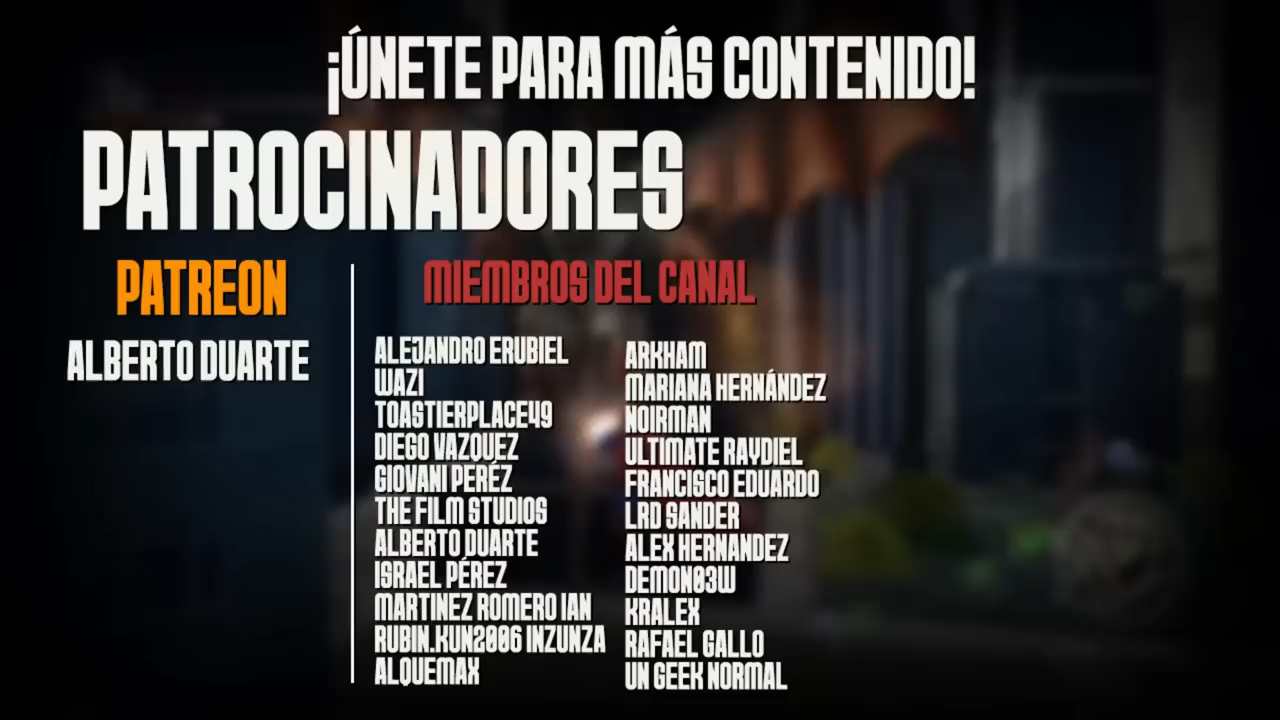 ¡ÚNETE PARA MÁS CONTENIDO!
PATROCINADORES
PATREON
ALBERTO DUARTE
MIEMBROS DEL CANAL
ALEJANDRO ERUBIEL
WAZI
TOASTIERPLACE49
DIEGO VAZQUEZ
GIOVANI PERÉZ
THE FILM STUDIOS
ALBERTO DUARTE
ISRAEL PÉREZ
MARTINEZ ROMERO IAN
RUBIN.KUN2006 INZUNZA
ALQUEMAX
ARKHAM
MARIANA HERNÁNDEZ
NOIRMAN
ULTIMATE RAYDIEL
FRANCISCO EDUARDO
LRD SANDER
ALEX HERNANDEZ
DEMON03W
KRALEX
RAFAEL GALLO
UN GEEK NORMAL